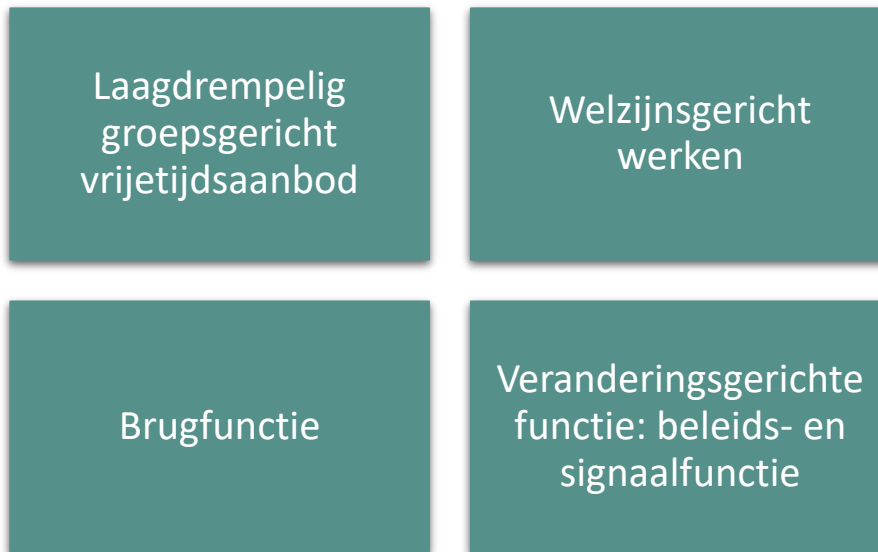 Laagdrempelig
groepsgericht
vrijetijdsaanbod
Welzijnsgericht
werken
Brugfunctie
Veranderingsgerichte
functie: beleids- en
signaalfunctie